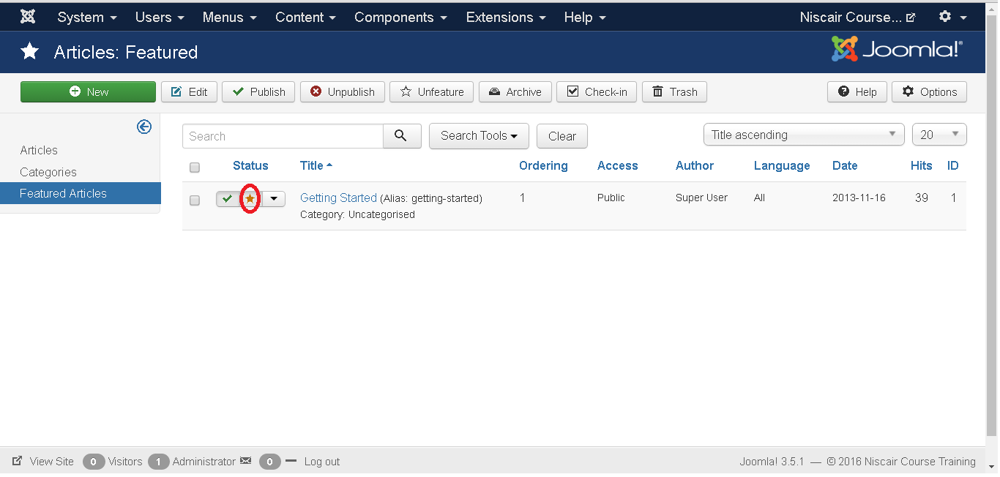 System Users Menus Content Components Extensions Help Niscair Course...
Articles: Featured Joomla!®
New Edit Publish Unpublish Unfeature Archive Check-in Trash Help Options
Search Search Tools Clear Title ascending 20
Articles
Categories
Featured Articles
Status Title Ordering Access Author Language Date Hits ID
Getting Started (Alias: getting-started) 1 Public Super User All 2013-11-16 39 1
Category: Uncategorised
View Site 0 Visitors 1 Administrator 0 Log out Joomla! 3.5.1 — © 2016 Niscair Course Training